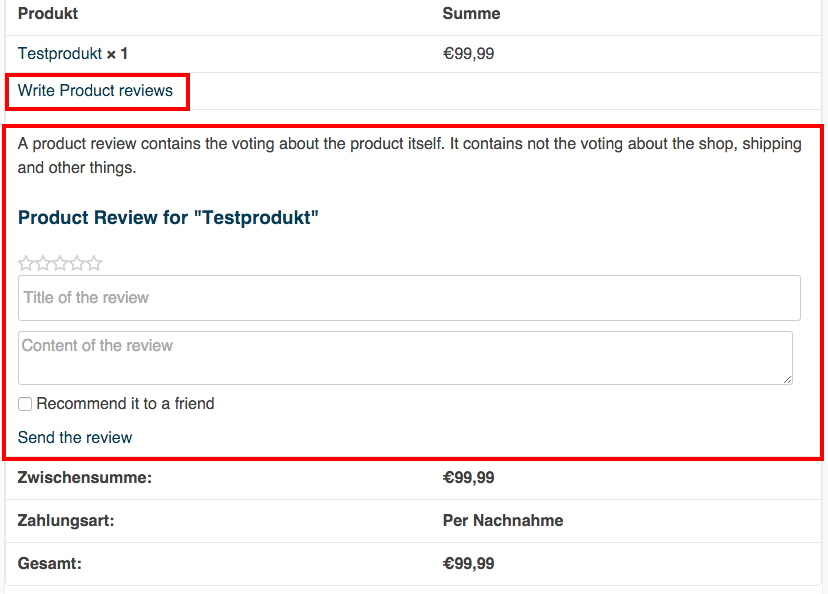 Produkt Summe
Testprodukt × 1 €99,99
Write Product reviews
A product review contains the voting about the product itself. It contains not the voting about the shop, shipping
and other things.
Product Review for "Testprodukt"
Title of the review
Content of the review
Recommend it to a friend
Send the review
Zwischensumme: €99,99
Zahlungsart: Per Nachnahme
Gesamt: €99,99